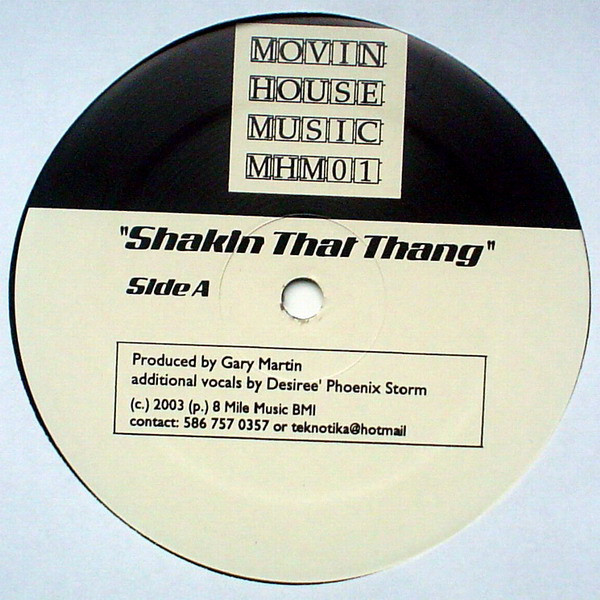 MOVIN
HOUSE
MUSIC
MHM01
"Shakin That Thang"
Side A
Produced by Gary Martin
additional vocals by Desiree' Phoenix Storm
(c.) 2003 (p.) 8 Mile Music BMI
contact: 586 757 0357 or teknotika@hotmail